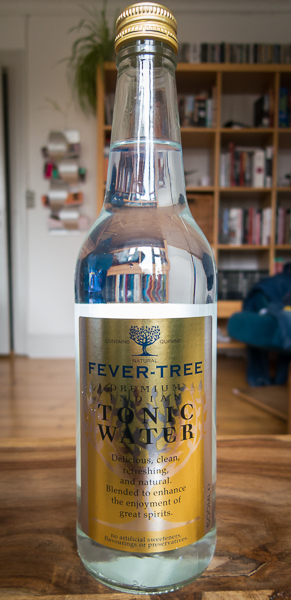 CONTAINS QUININE
NATURAL
FEVER-TREE
PREMIUM
INDIAN
TONIC
WATER
Delicious, clean,
refreshing,
and natural.
Blended to enhance
the enjoyment of
great spirits.
no artificial sweeteners,
flavourings or preservatives